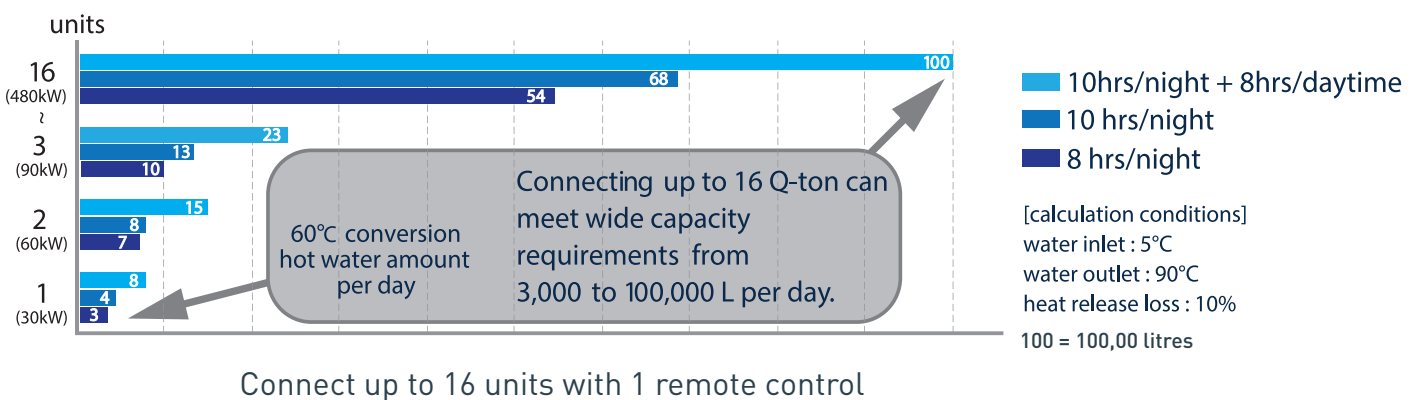 units
16
(480kW)
~
3
(90kW)
2
(60kW)
1
(30kW)
100
68
54
23
13
10
15
8
7
8
4
3
60℃ conversion
hot water amount
per day
Connecting up to 16 Q-ton can
meet wide capacity
requirements from
3,000 to 100,000 L per day.
10hrs/night + 8hrs/daytime
10 hrs/night
8 hrs/night
[calculation conditions]
water inlet : 5°C
water outlet : 90°C
heat release loss : 10%
100 = 100,00 litres
Connect up to 16 units with 1 remote control